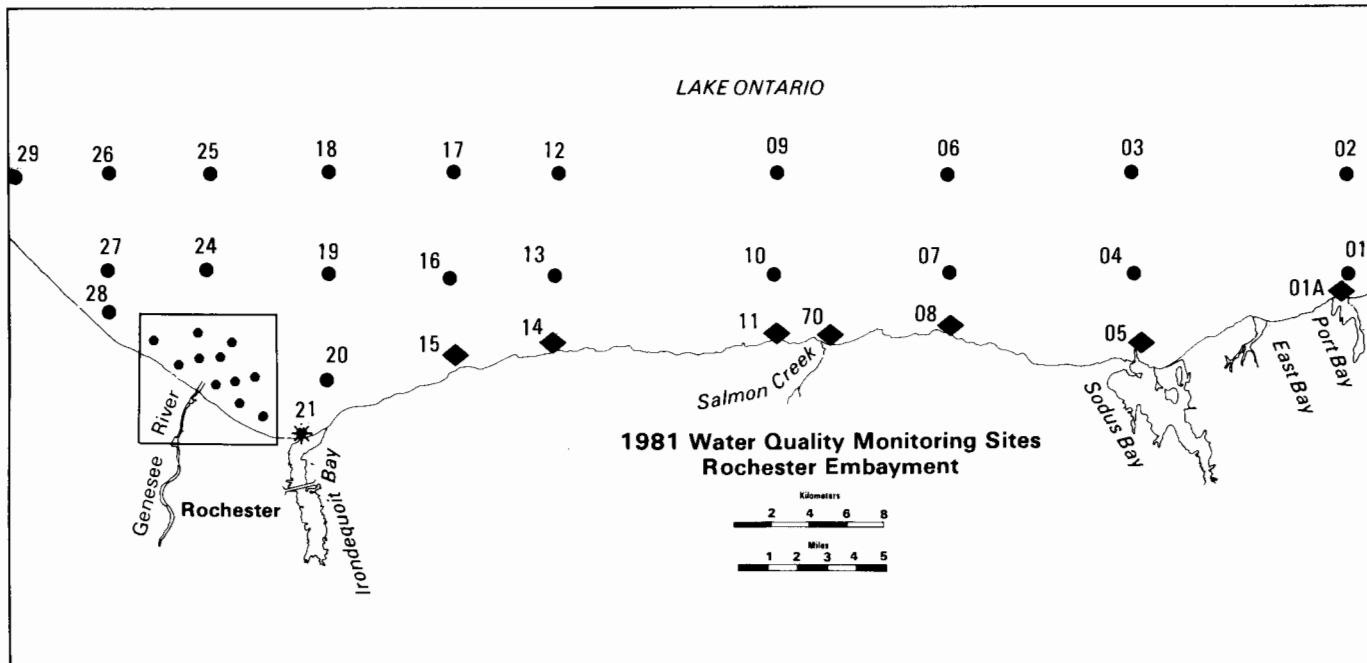 LAKE ONTARIO
29 26 25 18 17 12 09 06 03 02
27 24 19 16 13 10 07 04 01
28 01A
20 15 14 11 70 08 05
21
Salmon Creek
Sodus Bay
East Bay
Port Bay
Genesee River
Rochester
Irondequoit Bay
1981 Water Quality Monitoring Sites
Rochester Embayment
Kilometers
2 4 6 8
Miles
1 2 3 4 5